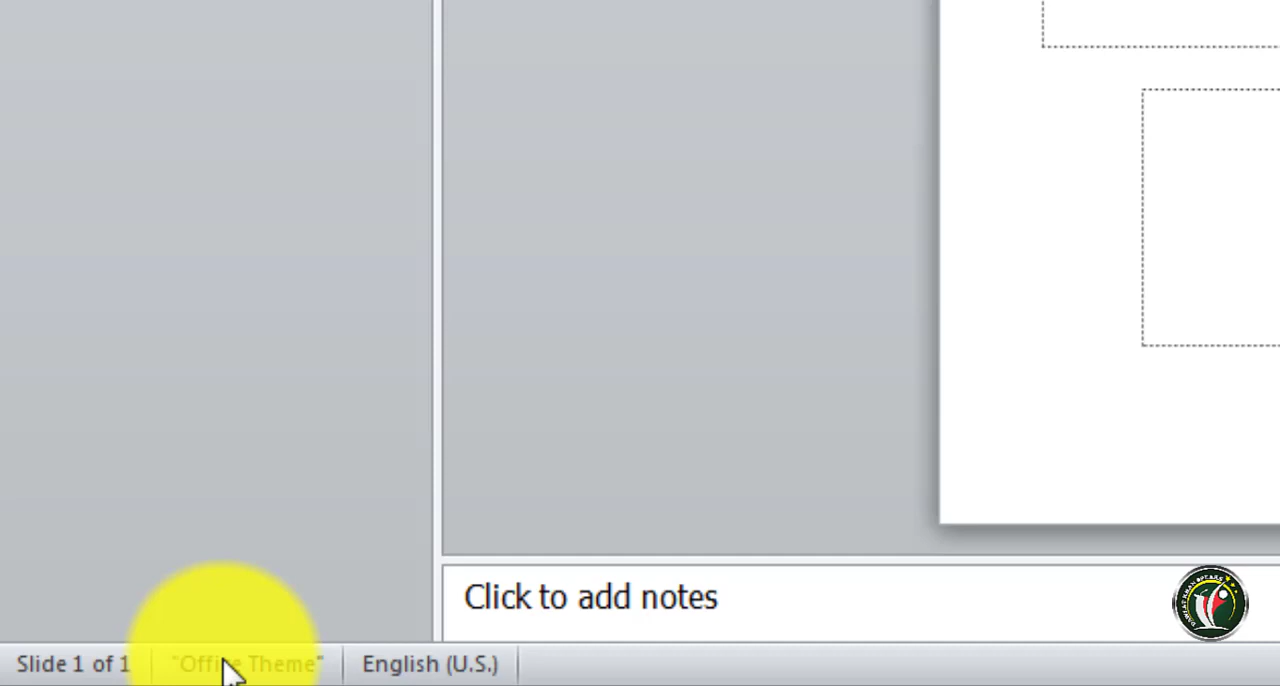 Click to add notes
Slide 1 of 1 "Office Theme" English (U.S.)